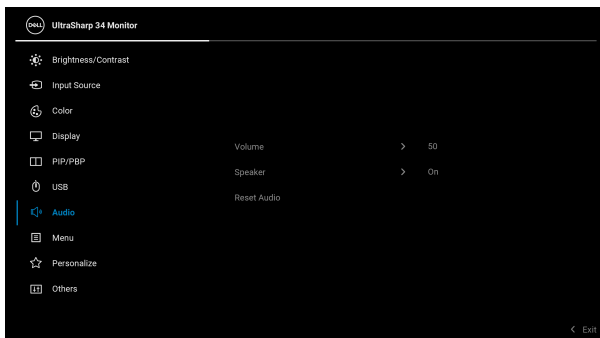 DELL UltraSharp 34 Monitor
Brightness/Contrast
Input Source
Color
Display
PIP/PBP
USB
Audio
Menu
Personalize
Others
Volume > 50
Speaker > On
Reset Audio
< Exit